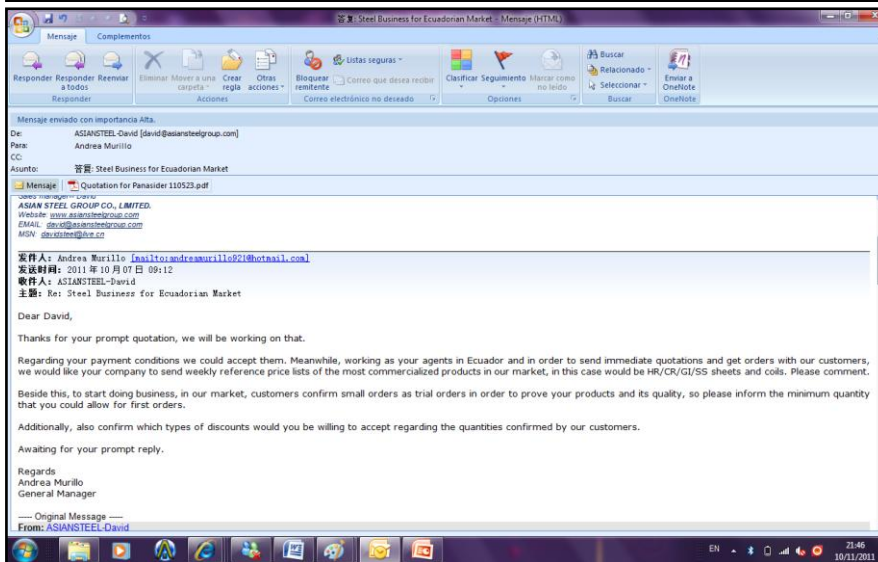 答复: Steel Business for Ecuadorian Market - Mensaje (HTML)
Mensaje Complementos
Responder Responder a todos Reenviar
Eliminar Mover a una carpeta Crear regla Otras acciones
Bloquear remitente Listas seguras Correo que desea recibir
Clasificar Seguimiento Marcar como no leído
Buscar Relacionado Seleccionar
Enviar a OneNote
Responder Acciones Correo electrónico no deseado Opciones Buscar OneNote
Mensaje enviado con importancia Alta.
De: ASIANSTEEL-David [david@asiansteelgroup.com]
Para: Andrea Murillo
CC:
Asunto: 答复: Steel Business for Ecuadorian Market
Mensaje Quotation for Panasider 110523.pdf
Sales manager-- David
ASIAN STEEL GROUP CO., LIMITED.
Website: www.asiansteelgroup.com
EMAIL: david@asiansteelgroup.com
MSN: davidsteel@live.cn
发件人: Andrea Murillo [mailto:andreamurillo921@hotmail.com]
发送时间: 2011年10月07日 09:12
收件人: ASIANSTEEL-David
主题: Re: Steel Business for Ecuadorian Market
Dear David,
Thanks for your prompt quotation, we will be working on that.
Regarding your payment conditions we could accept them. Meanwhile, working as your agents in Ecuador and in order to send immediate quotations and get orders with our customers,
we would like your company to send weekly reference price lists of the most commercialized products in our market, in this case would be HR/CR/GI/SS sheets and coils. Please comment.
Beside this, to start doing business, in our market, customers confirm small orders as trial orders in order to prove your products and its quality, so please inform the minimum quantity
that you could allow for first orders.
Additionally, also confirm which types of discounts would you be willing to accept regarding the quantities confirmed by our customers.
Awaiting for your prompt reply.
Regards
Andrea Murillo
General Manager
----- Original Message -----
From: ASIANSTEEL-David
EN 21:46
10/11/2011